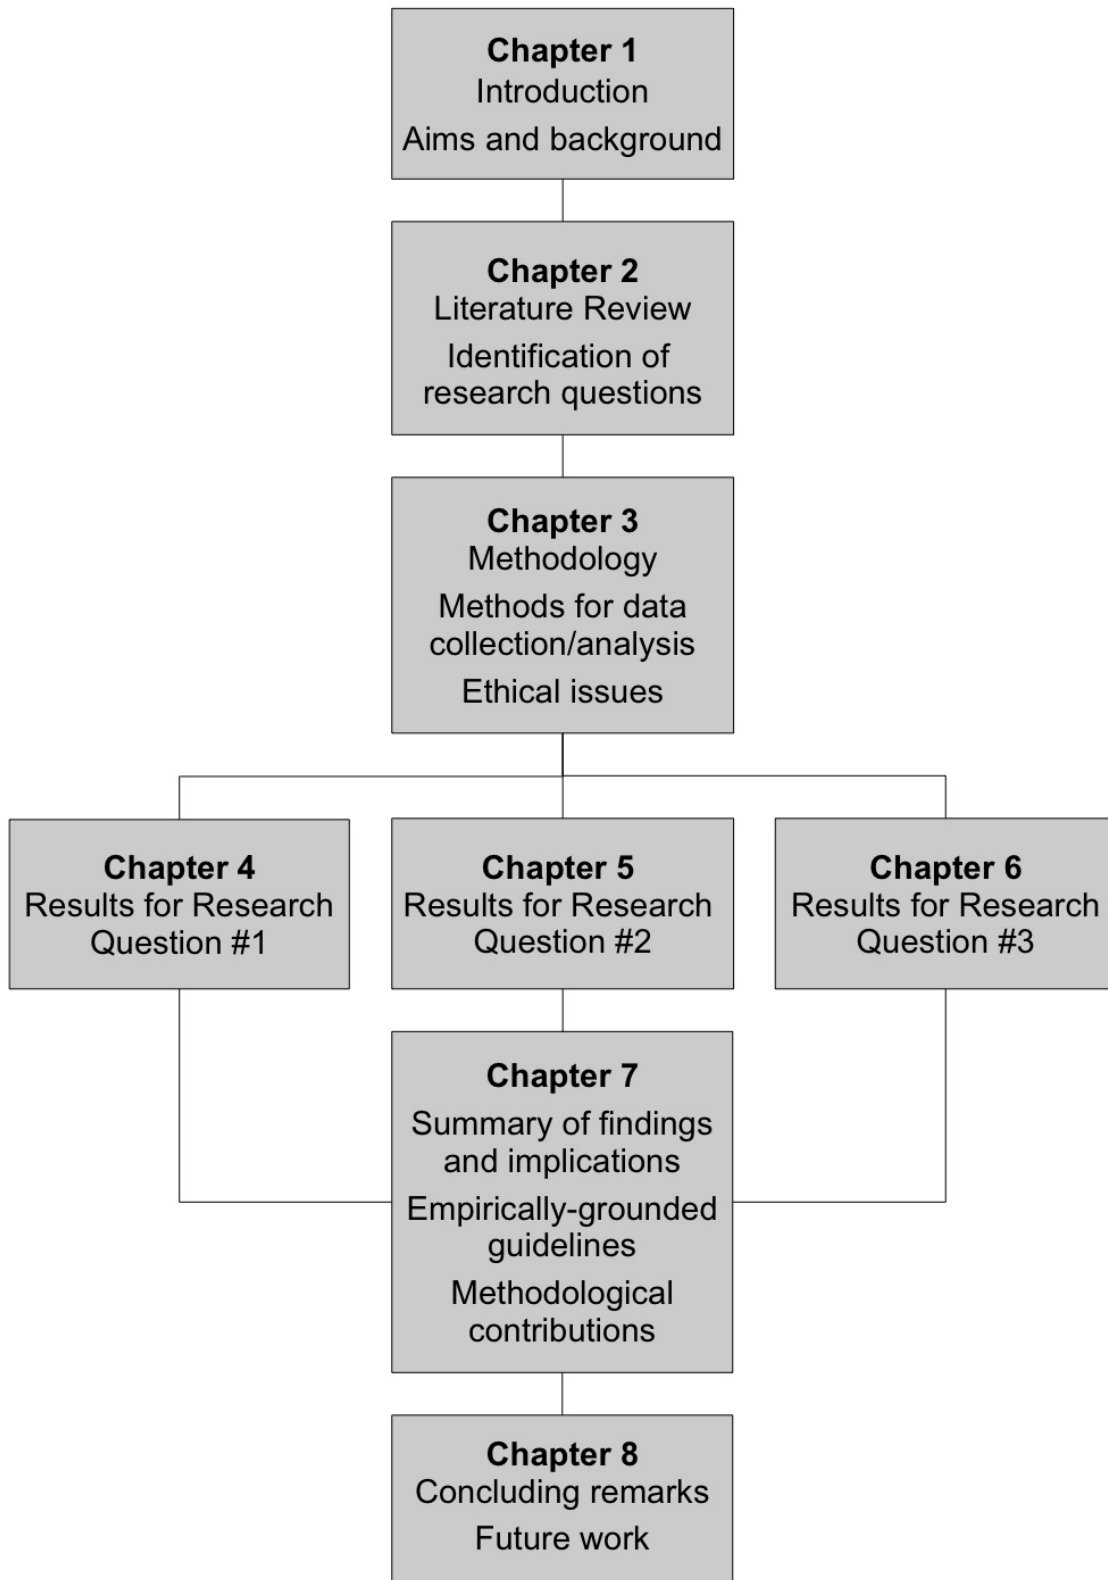 Chapter 1
Introduction
Aims and background
Chapter 2
Literature Review
Identification of
research questions
Chapter 3
Methodology
Methods for data
collection/analysis
Ethical issues
Chapter 4
Results for Research
Question #1
Chapter 5
Results for Research
Question #2
Chapter 6
Results for Research
Question #3
Chapter 7
Summary of findings
and implications
Empirically-grounded
guidelines
Methodological
contributions
Chapter 8
Concluding remarks
Future work